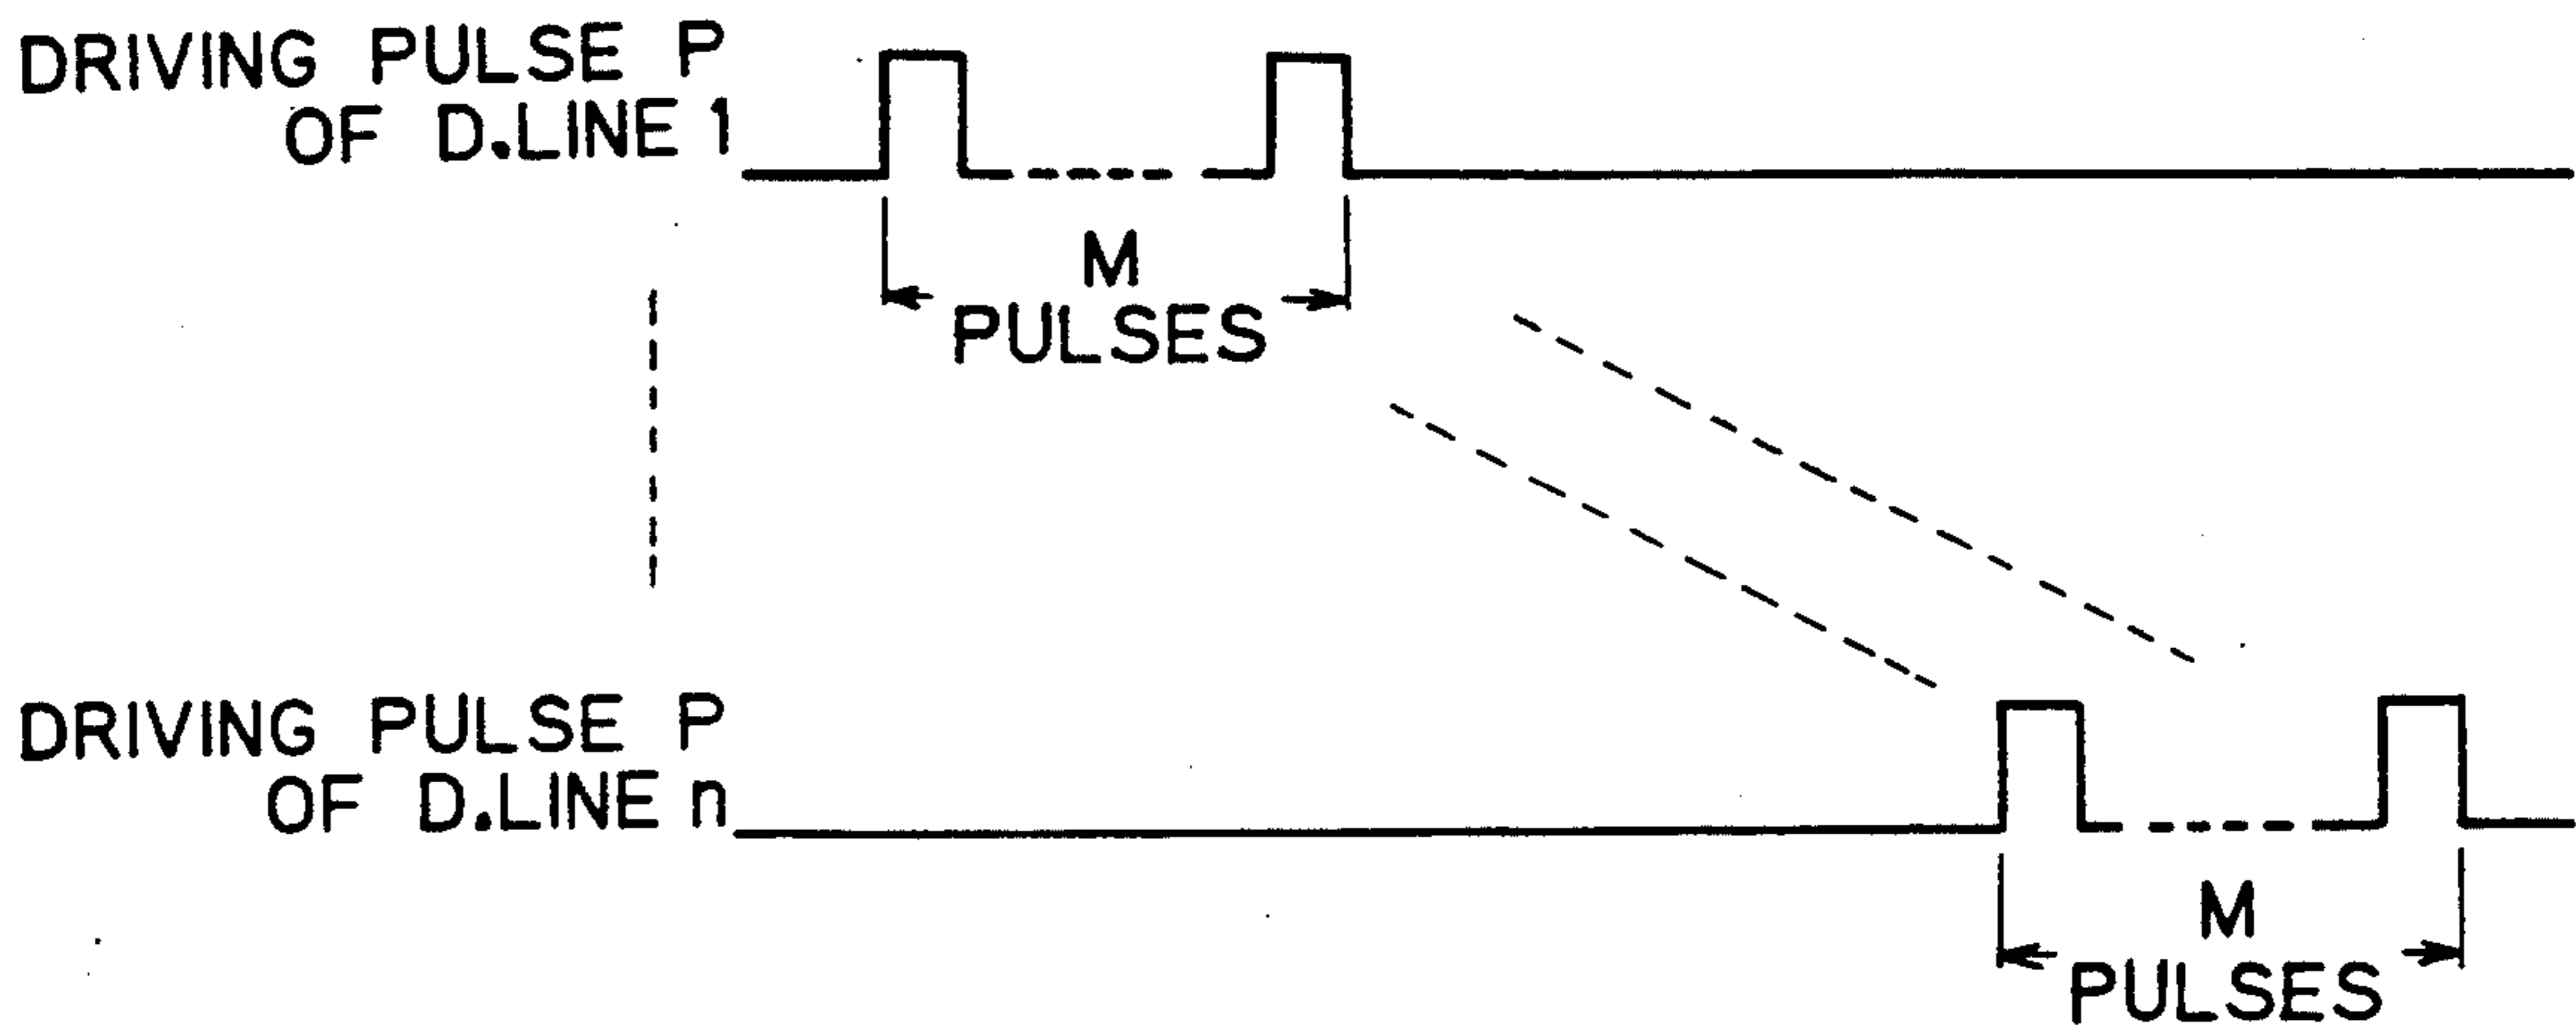 DRIVING PULSE P
OF D.LINE 1
M
PULSES
DRIVING PULSE P
OF D.LINE n
M
PULSES